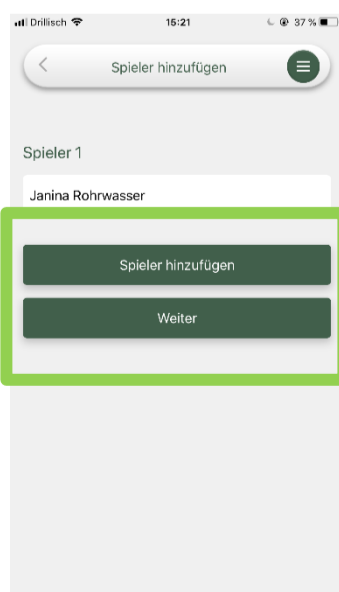 Drillisch 15:21 37 %
Spieler hinzufügen
Spieler 1
Janina Rohrwasser
Spieler hinzufügen
Weiter